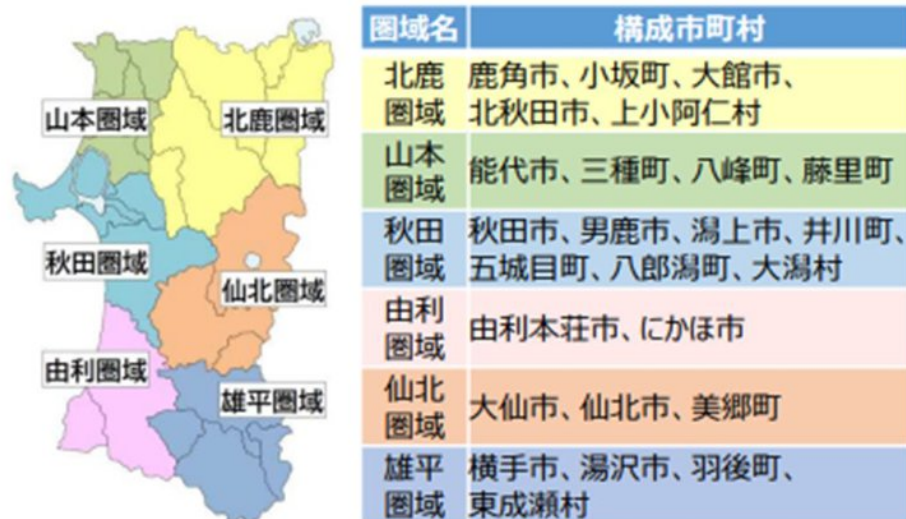 山本圏域
北鹿圏域
秋田圏域
仙北圏域
由利圏域
雄平圏域
圏域名 構成市町村
北鹿
圏域
鹿角市、小坂町、大館市、
北秋田市、上小阿仁村
山本
圏域
能代市、三種町、八峰町、藤里町
秋田
圏域
秋田市、男鹿市、潟上市、井川町、
五城目町、八郎潟町、大潟村
由利
圏域
由利本荘市、にかほ市
仙北
圏域
大仙市、仙北市、美郷町
雄平
圏域
横手市、湯沢市、羽後町、
東成瀬村